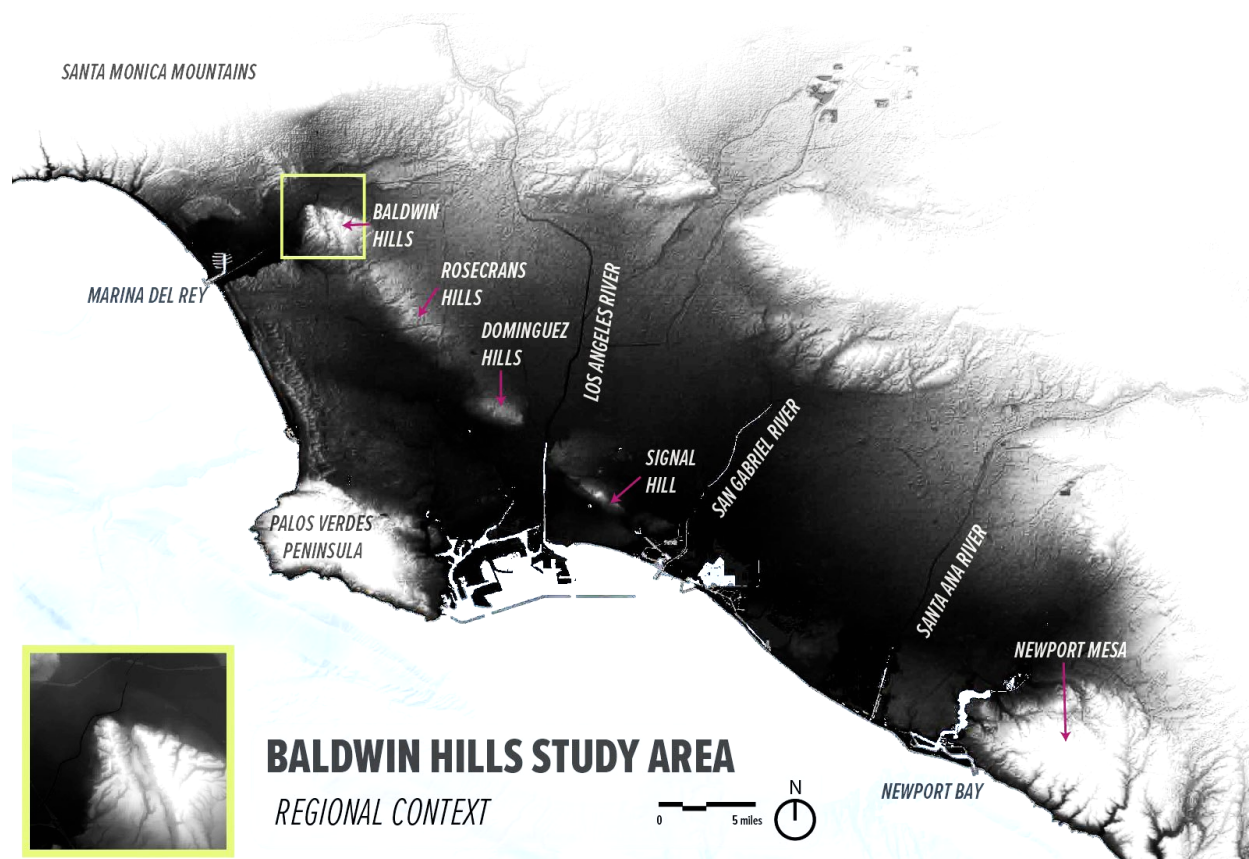 SANTA MONICA MOUNTAINS
BALDWIN
HILLS
ROSECRANS
HILLS
MARINA DEL REY
DOMINGUEZ
HILLS
LOS ANGELES RIVER
SAN GABRIEL RIVER
SIGNAL
HILL
PALOS VERDES
PENINSULA
SANTA ANA RIVER
NEWPORT MESA
BALDWIN HILLS STUDY AREA
REGIONAL CONTEXT
N
0 5 miles
NEWPORT BAY